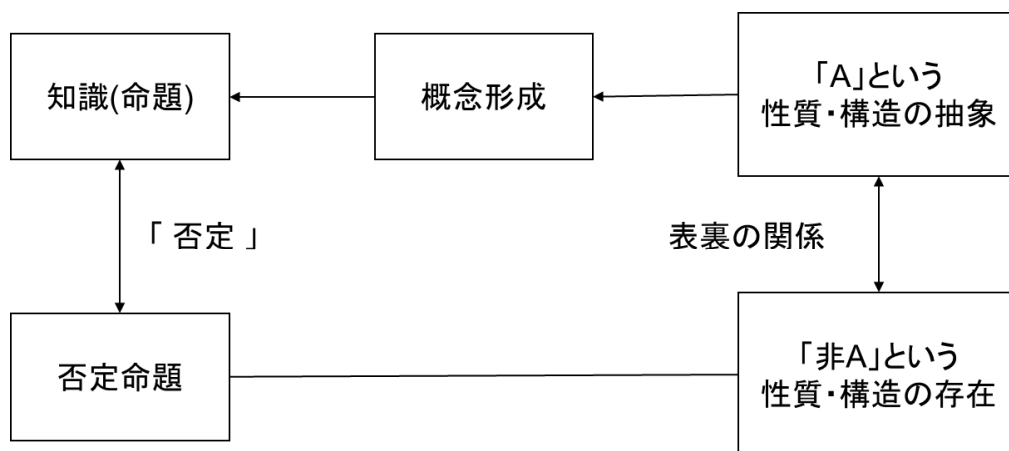 知識(命題)
概念形成
「A」という
性質・構造の抽象
「 否定 」
表裏の関係
否定命題
「非A」という
性質・構造の存在